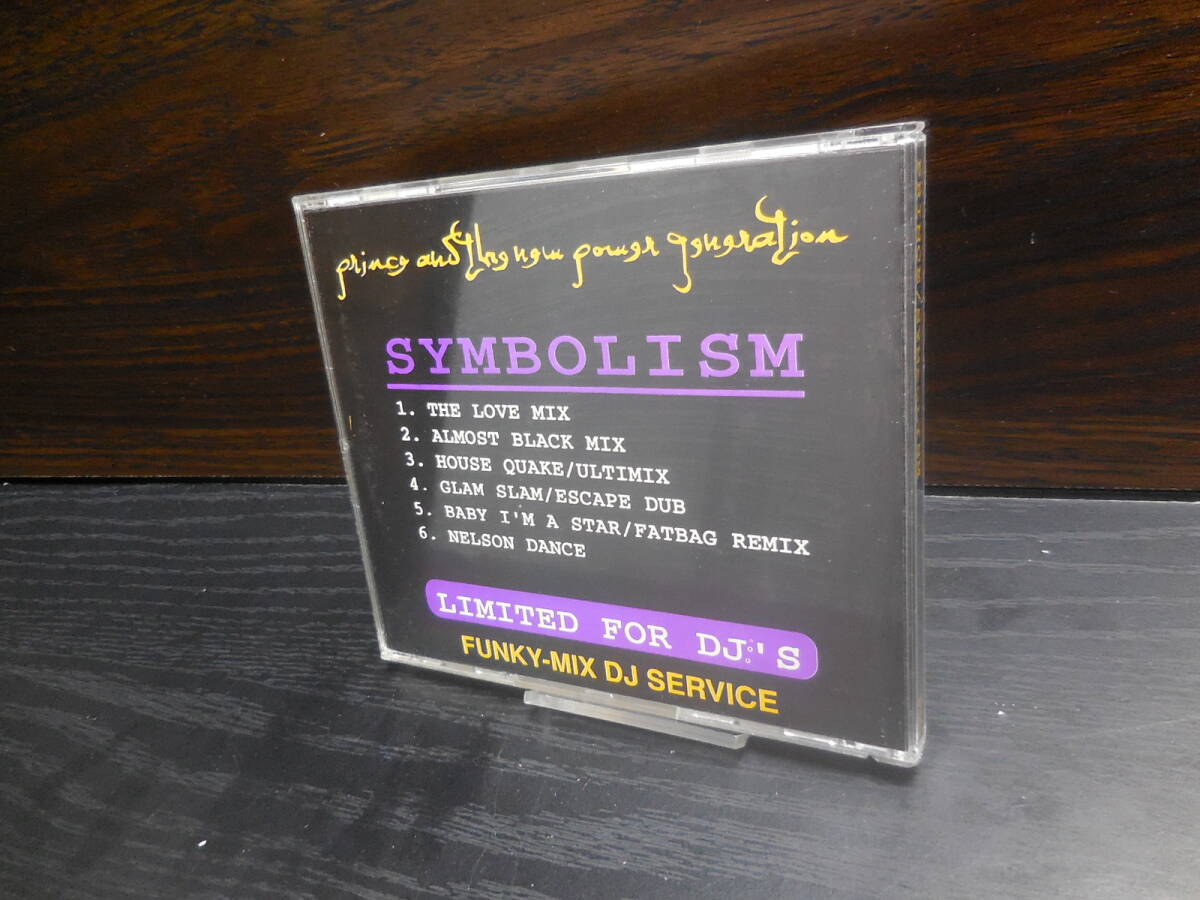 prince and the new power generation
SYMBOLISM
1. THE LOVE MIX
2. ALMOST BLACK MIX
3. HOUSE QUAKE/ULTIMIX
4. GLAM SLAM/ESCAPE DUB
5. BABY I'M A STAR/FATBAG REMIX
6. NELSON DANCE
LIMITED FOR DJ'S
FUNKY-MIX DJ SERVICE